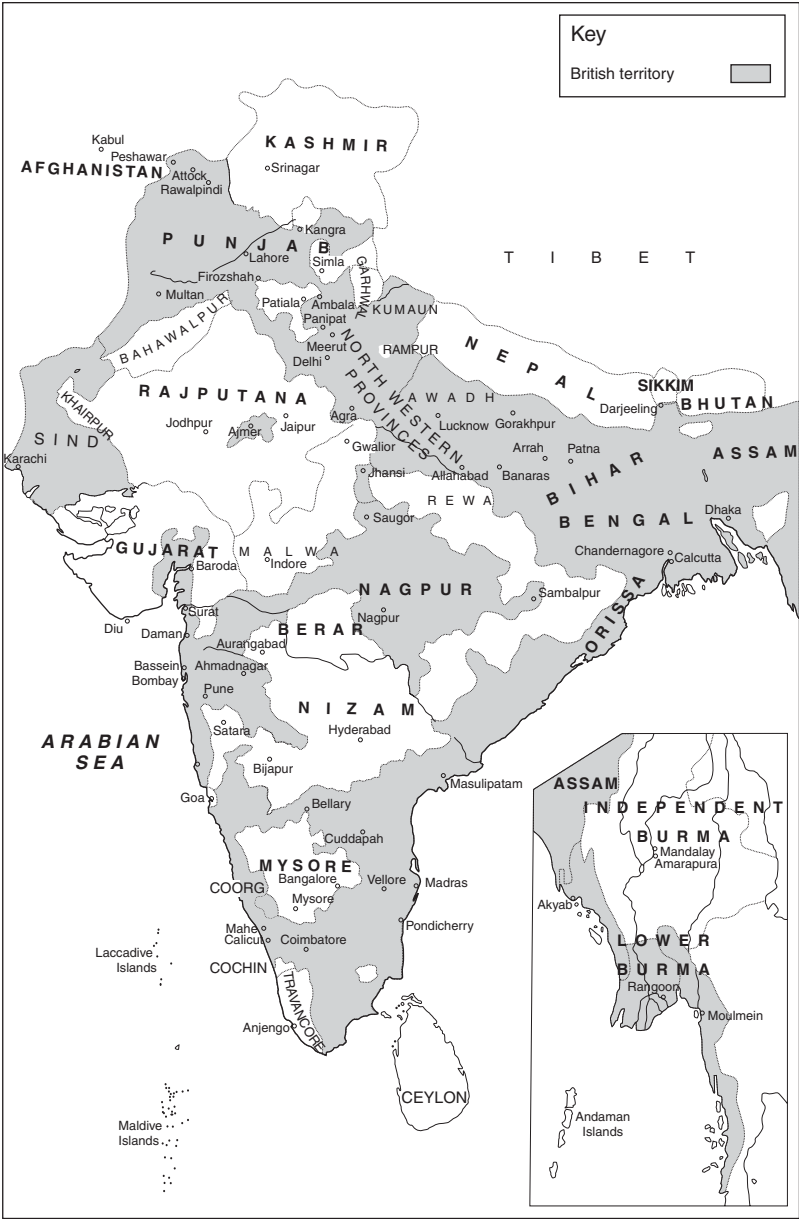 Key
British territory
KASHMIR
Srinagar
Kabul
Peshawar
AFGHANISTAN
Attock
Rawalpindi
Kangra
PUNJAB
Lahore
Simla
TIBET
Firozshah
GARHWAL
Multan
Patiala
Ambala
KUMAUN
Panipat
BAHAWALPUR
Meerut
Delhi
RAMPUR
NORTH WESTERN
PROVINCES
NEPAL
SIKKIM
BHUTAN
Darjeeling
RAJPUTANA
KHAIRPUR
AWADH
Jodhpur
Ajmer
Jaipur
Agra
Lucknow
Gorakhpur
SIND
Karachi
Gwalior
Arrah
Patna
ASSAM
Jhansi
Allahabad
Banaras
BIHAR
REWA
Saugor
Dhaka
BENGAL
GUJARAT
MALWA
Indore
Baroda
Chandernagore
Calcutta
NAGPUR
Sambalpur
Surat
Nagpur
ORISSA
Diu
Daman
BERAR
Aurangabad
Bassein
Ahmadnagar
Bombay
Pune
NIZAM
Satara
Hyderabad
ARABIAN
SEA
Bijapur
Masulipatam
Goa
Bellary
Cuddapah
MYSORE
Bangalore
Vellore
Madras
COORG
Mysore
Mahe
Calicut
Coimbatore
Pondicherry
Laccadive
Islands
COCHIN
TRAVANCORE
Anjengo
CEYLON
Maldive
Islands
ASSAM
INDEPENDENT
BURMA
Mandalay
Amarapura
Akyab
LOWER
BURMA
Rangoon
Moulmein
Andaman
Islands